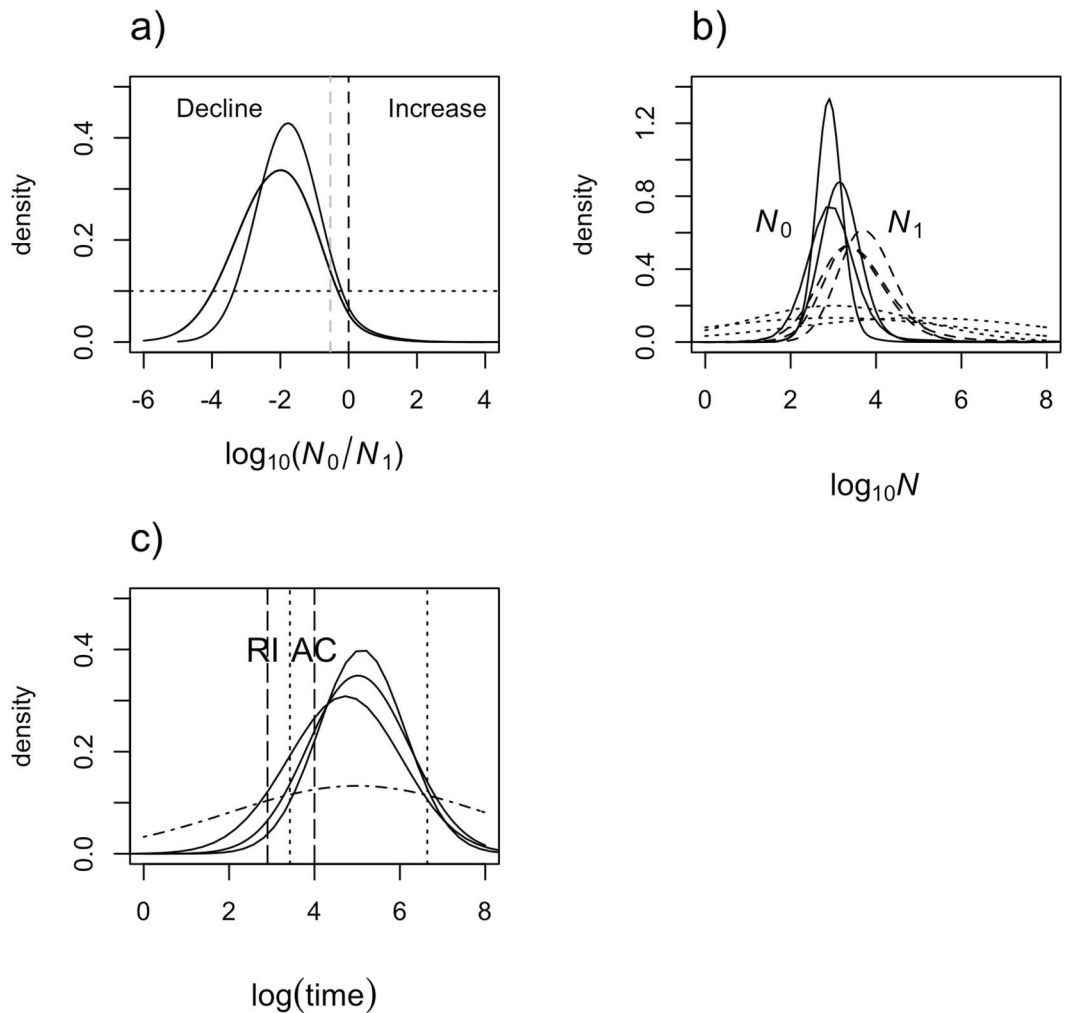 a)
Decline Increase
density
0.0 0.2 0.4
-6 -4 -2 0 2 4
log₁₀(N₀/N₁)
b)
N₀ N₁
density
0.0 0.4 0.8 1.2
0 2 4 6 8
log₁₀N
c)
RI AC
density
0.0 0.2 0.4
0 2 4 6 8
log(time)